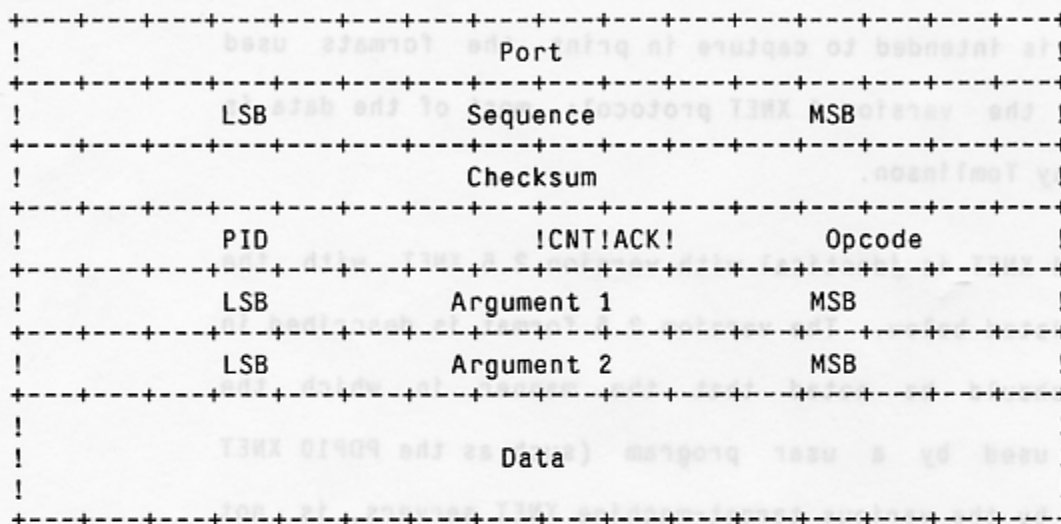 +---+---+---+---+---+---+---+---+---+---+---+---+---+---+---+---
! Port !
+---+---+---+---+---+---+---+---+---+---+---+---+---+---+---+---
! LSB Sequence MSB !
+---+---+---+---+---+---+---+---+---+---+---+---+---+---+---+---
! Checksum !
+---+---+---+---+---+---+---+---+---+---+---+---+---+---+---+---
! PID !CNT!ACK! Opcode !
+---+---+---+---+---+---+---+---+---+---+---+---+---+---+---+---
! LSB Argument 1 MSB !
+---+---+---+---+---+---+---+---+---+---+---+---+---+---+---+---
! LSB Argument 2 MSB !
+---+---+---+---+---+---+---+---+---+---+---+---+---+---+---+---
!
! Data !
!
+---+---+---+---+---+---+---+---+---+---+---+---+---+---+---+---